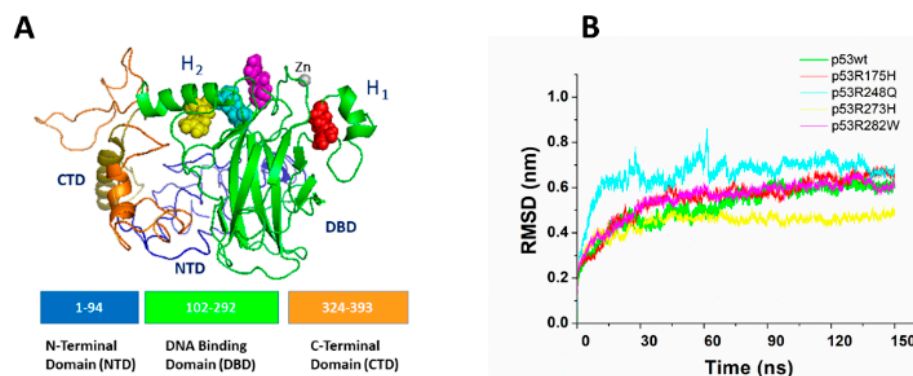 A
H2
Zn
H1
CTD
DBD
NTD
1-94
102-292
324-393
N-Terminal
Domain (NTD)
DNA Binding
Domain (DBD)
C-Terminal
Domain (CTD)
B
p53wt
p53R175H
p53R248Q
p53R273H
p53R282W
RMSD (nm)
1.0
0.8
0.6
0.4
0.2
0.0
0
30
60
90
120
150
Time (ns)